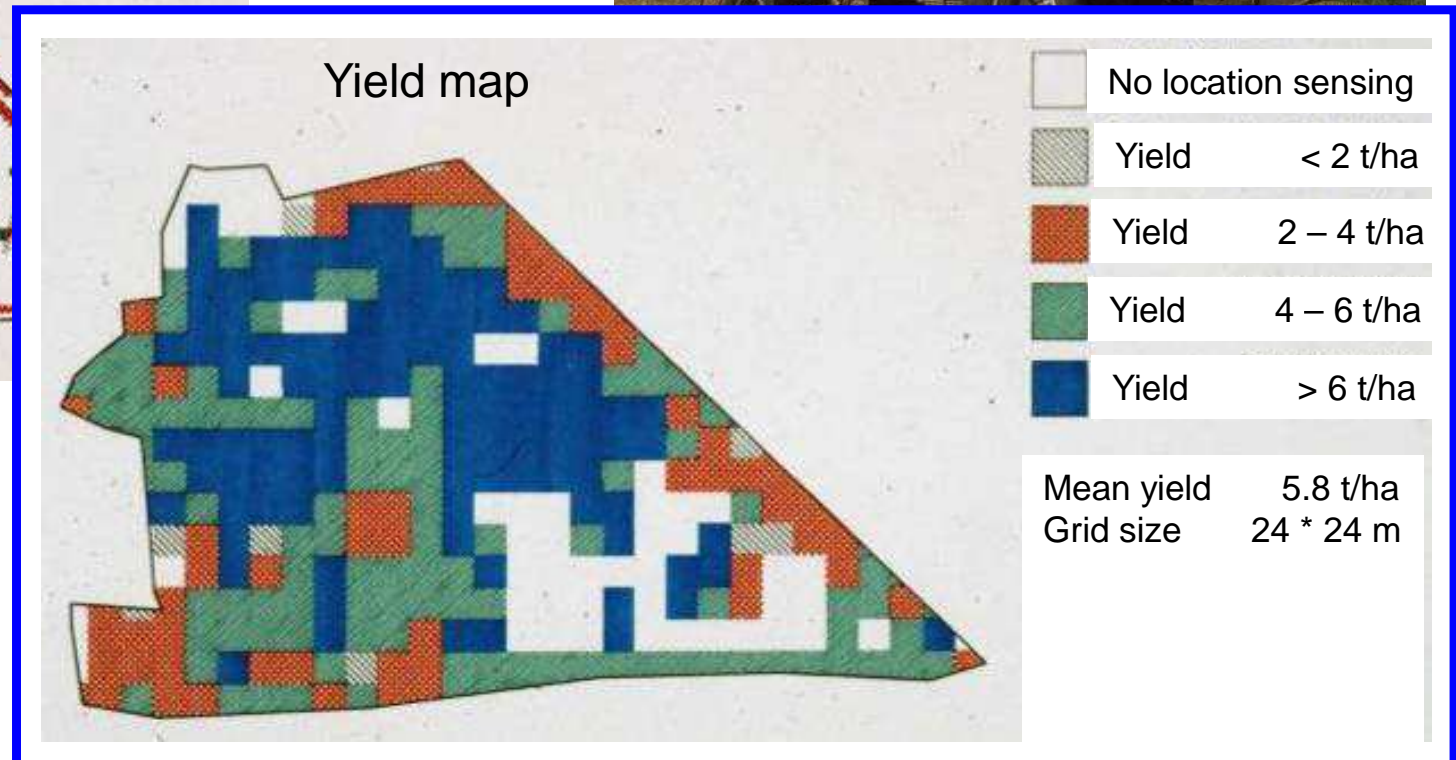 Yield map
No location sensing
Yield < 2 t/ha
Yield 2 – 4 t/ha
Yield 4 – 6 t/ha
Yield > 6 t/ha
Mean yield 5.8 t/ha
Grid size 24 * 24 m